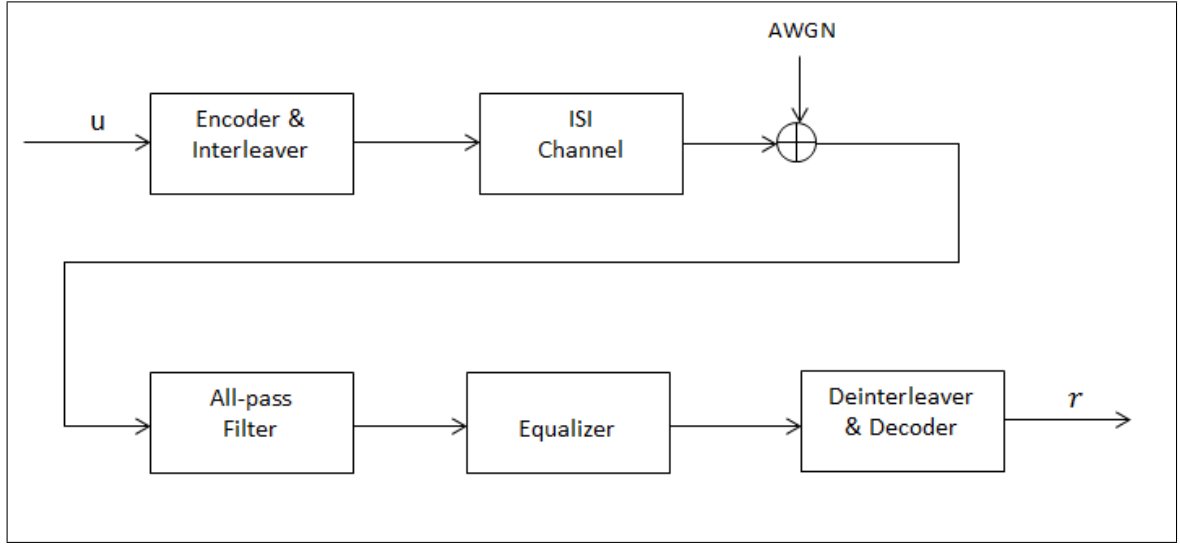 AWGN
u
Encoder &
Interleaver
ISI
Channel
All-pass
Filter
Equalizer
Deinterleaver
& Decoder
r